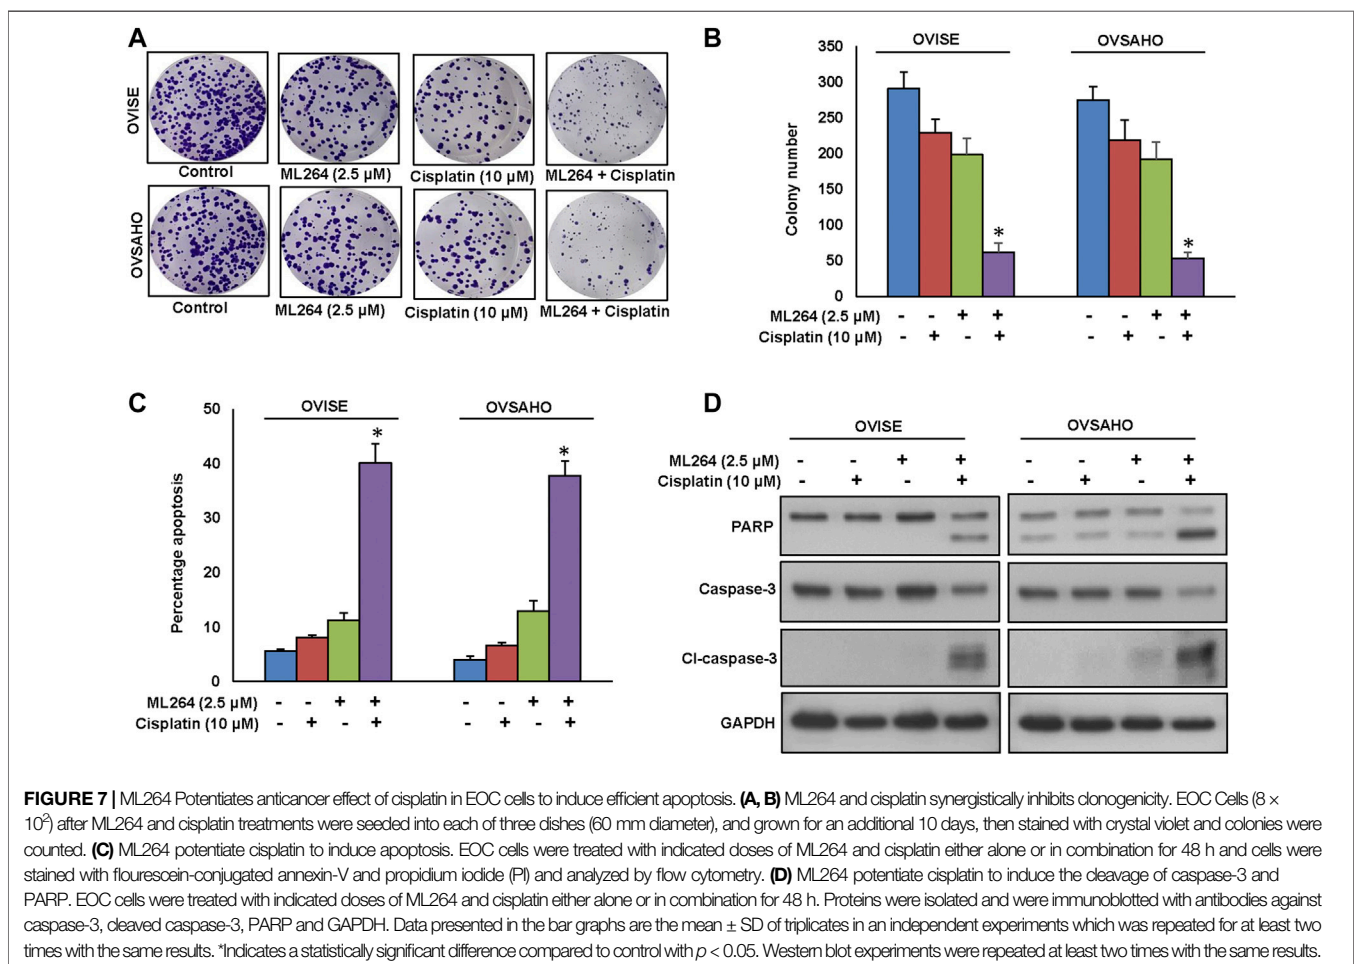 A
OVISE
Control
ML264 (2.5 µM)
Cisplatin (10 µM)
ML264 + Cisplatin
OVSAHO
Control
ML264 (2.5 µM)
Cisplatin (10 µM)
ML264 + Cisplatin
B
OVISE OVSAHO
Colony number
350
300
250
200
150
100
50
0
* *
ML264 (2.5 µM) - - + + - - + +
Cisplatin (10 µM) - + - + - + - +
C
OVISE OVSAHO
Percentage apoptosis
50
40
30
20
10
0
* *
ML264 (2.5 µM) - - + + - - + +
Cisplatin (10 µM) - + - + - + - +
D
OVISE OVSAHO
ML264 (2.5 µM) - - + + - - + +
Cisplatin (10 µM) - + - + - + - +
PARP
Caspase-3
Cl-caspase-3
GAPDH
FIGURE 7 | ML264 Potentiates anticancer effect of cisplatin in EOC cells to induce efficient apoptosis. (A, B) ML264 and cisplatin synergistically inhibits clonogenicity. EOC Cells (8 ×
10²) after ML264 and cisplatin treatments were seeded into each of three dishes (60 mm diameter), and grown for an additional 10 days, then stained with crystal violet and colonies were
counted. (C) ML264 potentiate cisplatin to induce apoptosis. EOC cells were treated with indicated doses of ML264 and cisplatin either alone or in combination for 48 h and cells were
stained with flourescein-conjugated annexin-V and propidium iodide (PI) and analyzed by flow cytometry. (D) ML264 potentiate cisplatin to induce the cleavage of caspase-3 and
PARP. EOC cells were treated with indicated doses of ML264 and cisplatin either alone or in combination for 48 h. Proteins were isolated and were immunoblotted with antibodies against
caspase-3, cleaved caspase-3, PARP and GAPDH. Data presented in the bar graphs are the mean ± SD of triplicates in an independent experiments which was repeated for at least two
times with the same results. *Indicates a statistically significant difference compared to control with p < 0.05. Western blot experiments were repeated at least two times with the same results.